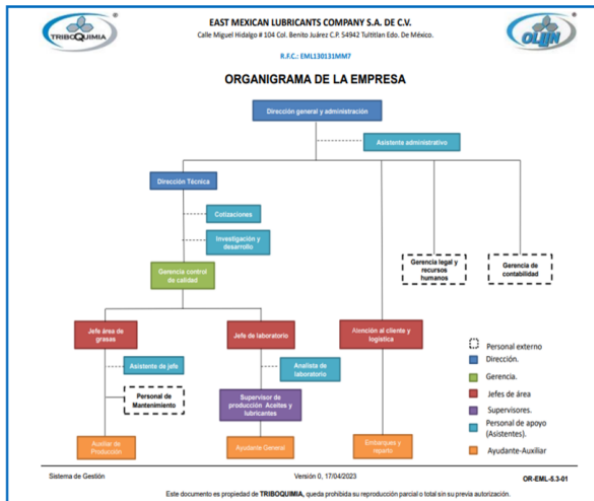 TRIBOQUIMIA
EAST MEXICAN LUBRICANTS COMPANY S.A. DE C.V.
Calle Miguel Hidalgo # 104 Col. Benito Juárez C.P. 54942 Tultitlan Edo. De México.
OLIIN
R.F.C.: EML130131MM7
ORGANIGRAMA DE LA EMPRESA
Dirección general y administración
Asistente administrativo
Dirección Técnica
Cotizaciones
Investigación y
desarrollo
Gerencia control
de calidad
Gerencia legal y
recursos
humanos
Gerencia de
contabilidad
Jefe área de
grasas
Jefe de laboratorio
Atención al cliente y
logística
Asistente de jefe
Personal de
Mantenimiento
Analista de
laboratorio
Supervisor de
producción Aceites y
lubricantes
Auxiliar de
Producción
Ayudante General
Embarques y
reparto
Personal externo
Dirección.
Gerencia.
Jefes de área
Supervisores.
Personal de apoyo
(Asistentes).
Ayudante-Auxiliar
Sistema de Gestión
Versión 0, 17/04/2023
OR-EML-5.3-01
Este documento es propiedad de TRIBOQUIMIA, queda prohibida su reproducción parcial o total sin su previa autorización.